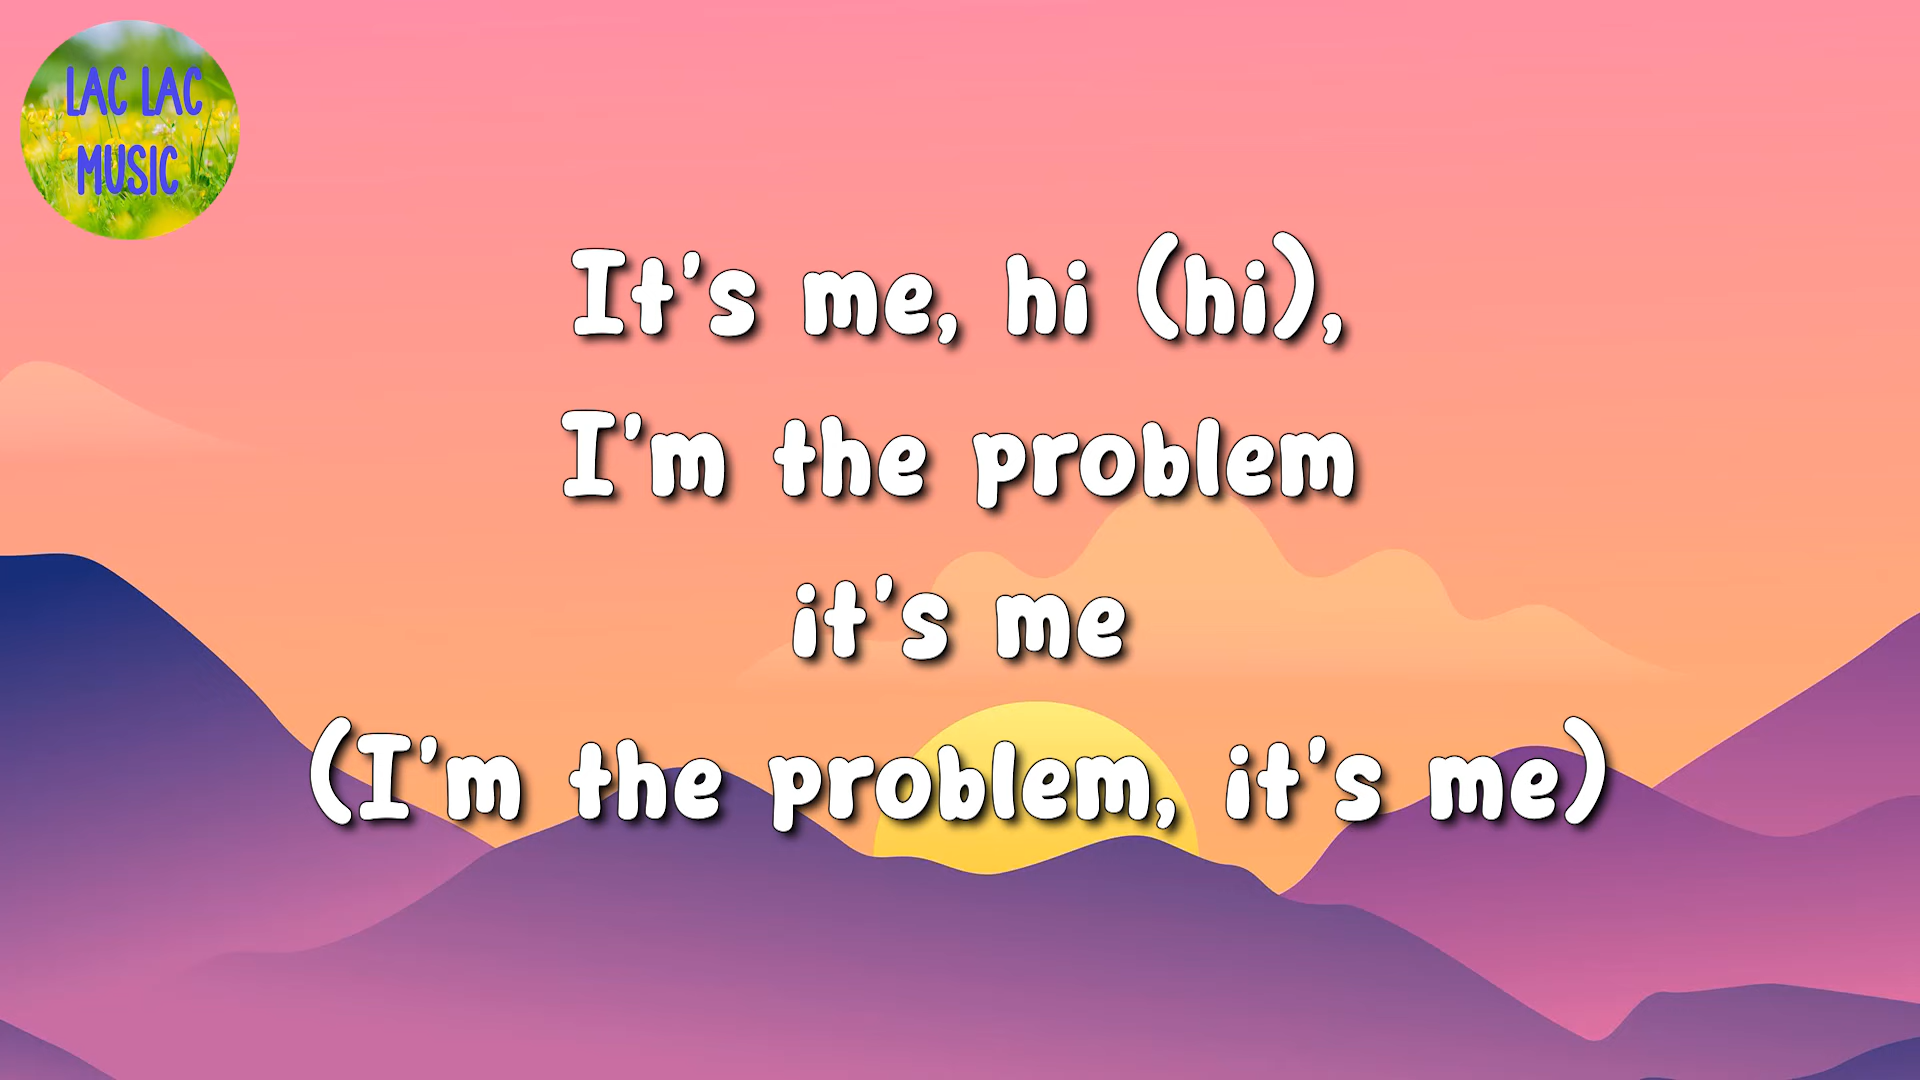 LAC LAC
MUSIC
It's me, hi (hi),
I'm the problem
it's me
(I'm the problem, it's me)